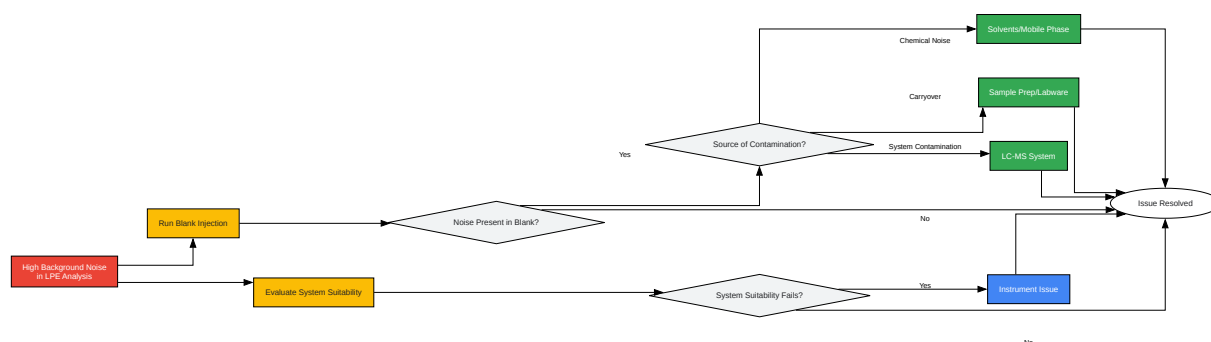 Solvents/Mobile Phase
Chemical Noise
Sample Prep/Labware
Carryover
Source of Contamination?
System Contamination
Yes
LC-MS System
Issue Resolved
Run Blank Injection
Noise Present in Blank?
No
High Background Noise
in LPE Analysis
Evaluate System Suitability
System Suitability Fails?
Yes
Instrument Issue
No